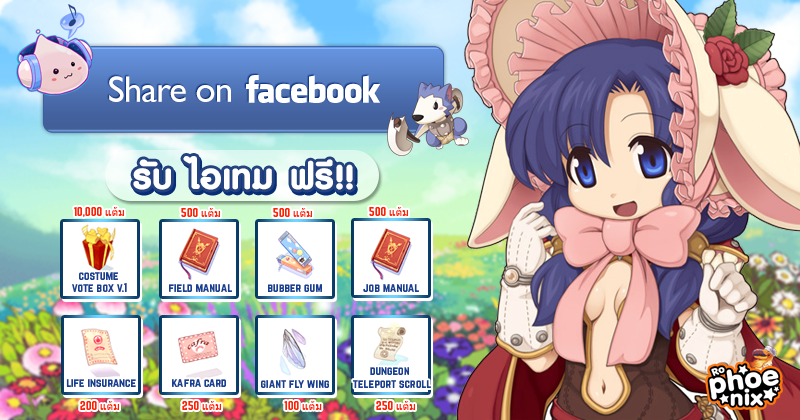 Share on facebook
รับ ไอเทม ฟรี!!
10,000 แต้ม
500 แต้ม
500 แต้ม
500 แต้ม
COSTUME
VOTE BOX V.1
FIELD MANUAL
BUBBER GUM
JOB MANUAL
Kafra
LIFE INSURANCE
KAFRA CARD
GIANT FLY WING
DUNGEON
TELEPORT SCROLL
200 แต้ม
250 แต้ม
100 แต้ม
250 แต้ม
Ro
phoe
nix